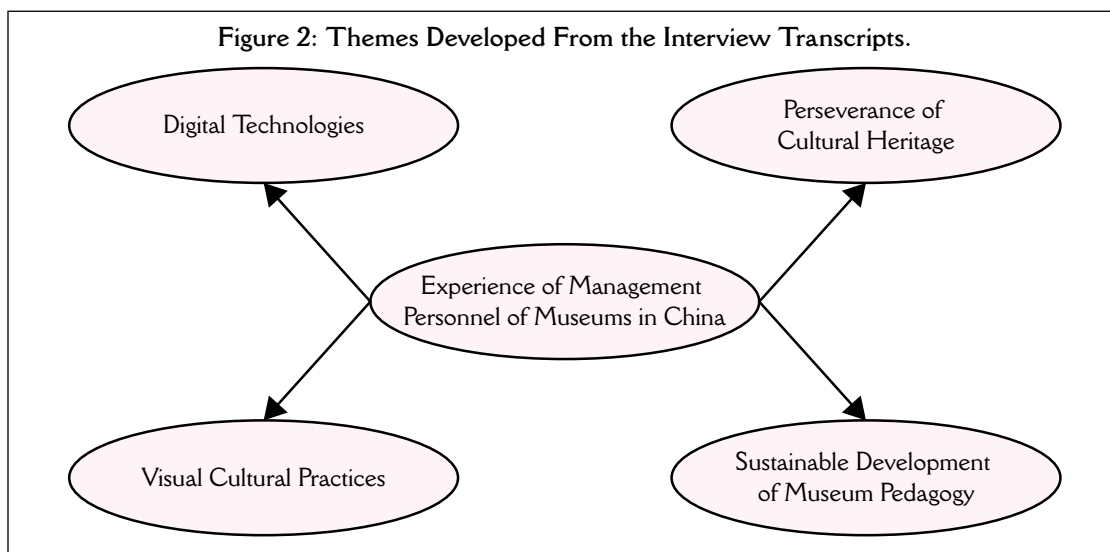 Figure 2: Themes Developed From the Interview Transcripts.
Digital Technologies
Perseverance of
Cultural Heritage
Experience of Management
Personnel of Museums in China
Visual Cultural Practices
Sustainable Development
of Museum Pedagogy